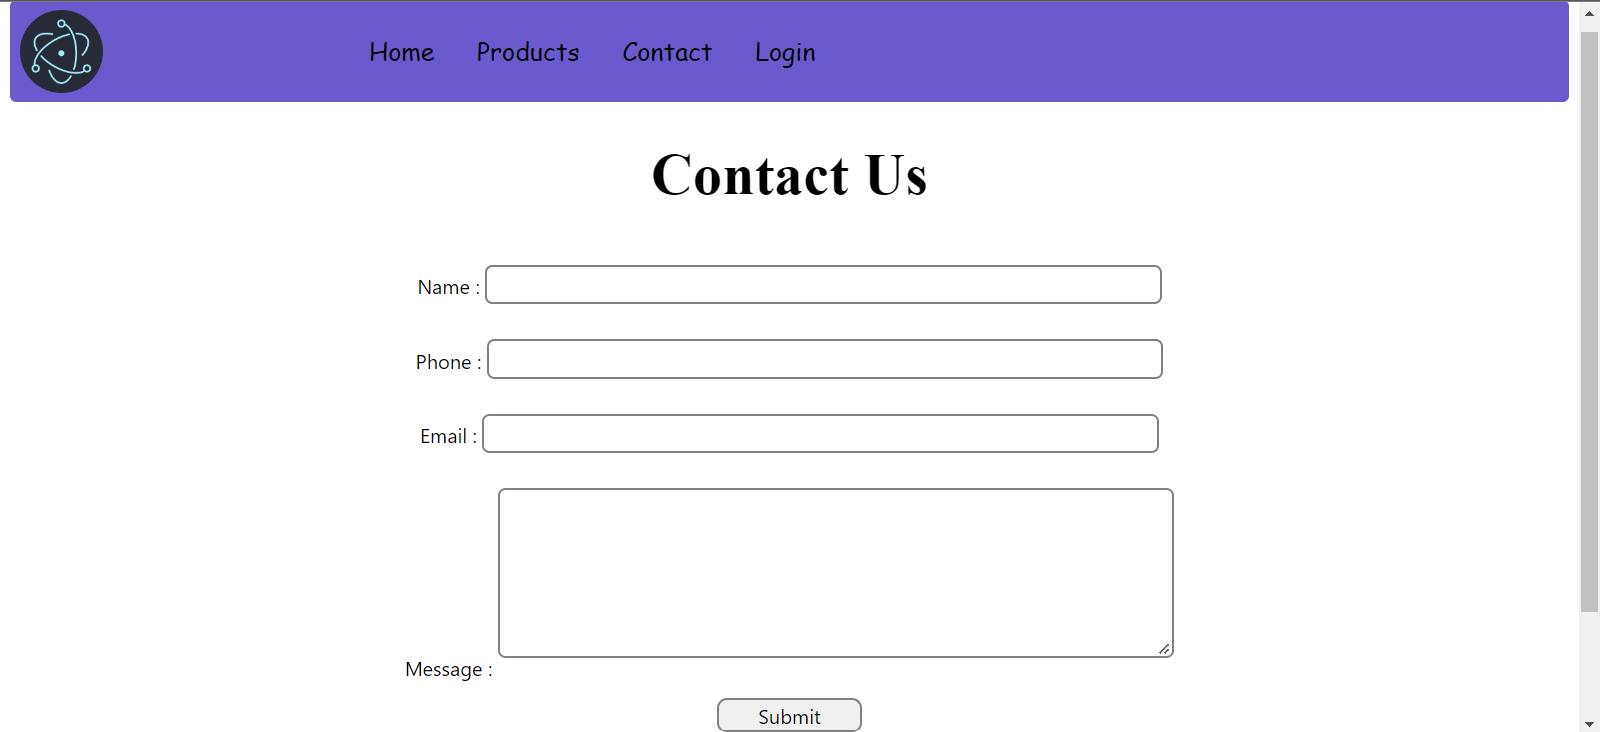 Home Products Contact Login
Contact Us
Name :
Phone :
Email :
Message :
Submit